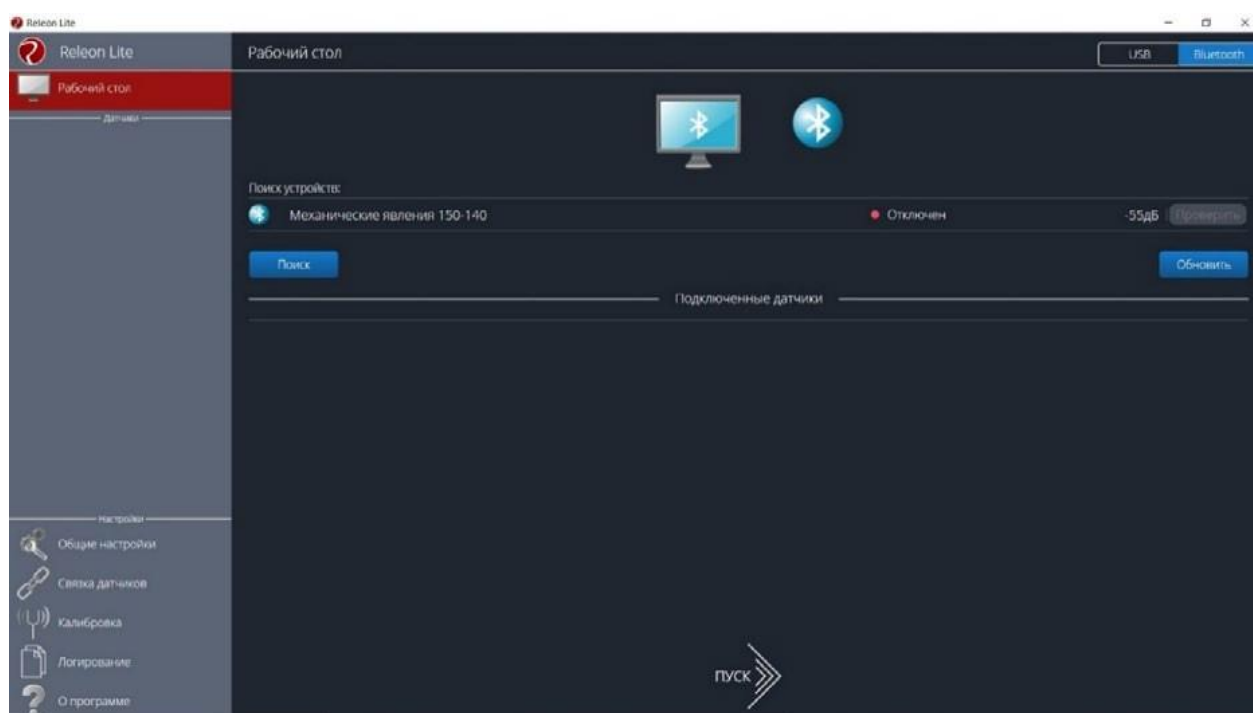 Releon Lite
Releon Lite
Рабочий стол
USB
Bluetooth
Рабочий стол
Датчики
Поиск устройств:
Механические явления 150-140
Отключен
-55дБ
Проверить
Поиск
Обновить
Подключенные датчики
Настройки
Общие настройки
Связка датчиков
Калибровка
Логирование
О программе
ПУСК